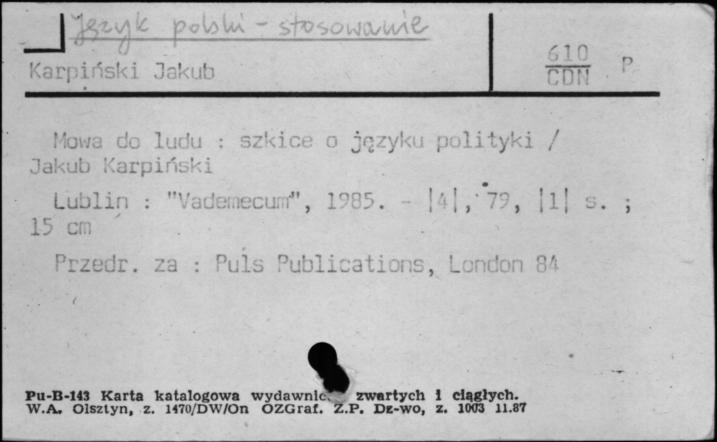 Język polski - stosowanie
Karpiński Jakub
610
CDN
P
Mowa do ludu : szkice o języku polityki /
Jakub Karpiński
Lublin : "Vademecum", 1985. - |4|, 79, |1| s. ;
15 cm
Przedr. za : Puls Publications, London 84
Pu-B-143 Karta katalogowa zwartych i ciągłych.
W.A. Olsztyn, z. 1470/DW/On OZGraf. Z.P. Dz-wo, z. 1003 11.87